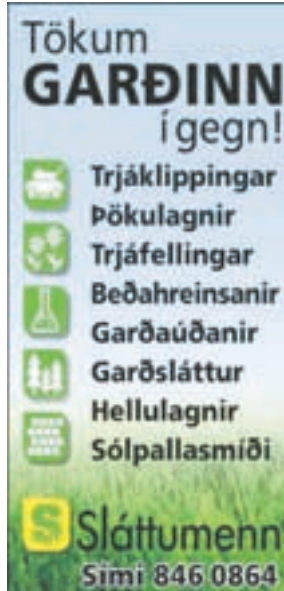 Tökum
GARÐINN
í gegn!
Trjáklippingar
Þökulagnir
Trjáfellingar
Beðahreinsanir
Garðaúðanir
Garðsláttur
Hellulagnir
Sólpallasmíði
S Sláttumenn
Sími 846 0864